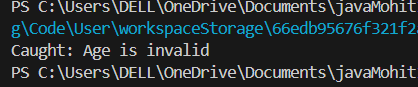 PS C:\Users\DELL\OneDrive\Documents\javaMohit
g\Code\User\workspaceStorage\66edb95676f321f2
Caught: Age is invalid
PS C:\Users\DELL\OneDrive\Documents\javaMohit